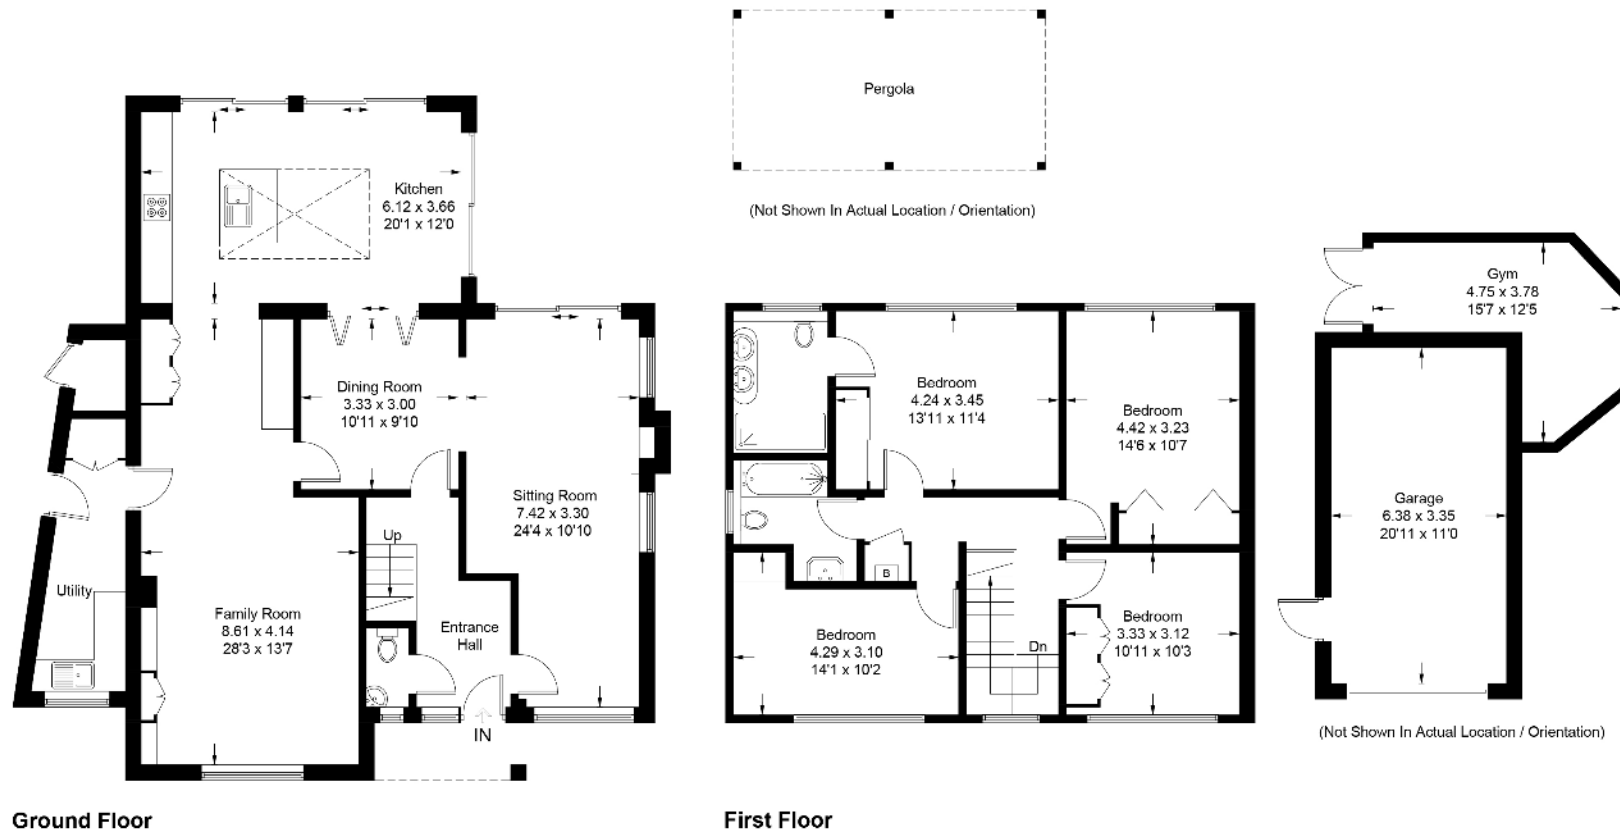 Pergola
(Not Shown In Actual Location / Orientation)
Kitchen
6.12 x 3.66
20'1 x 12'0
Dining Room
3.33 x 3.00
10'11 x 9'10
Sitting Room
7.42 x 3.30
24'4 x 10'10
Up
Utility
Family Room
8.61 x 4.14
28'3 x 13'7
Entrance
Hall
IN
Ground Floor
Bedroom
4.24 x 3.45
13'11 x 11'4
Bedroom
4.42 x 3.23
14'6 x 10'7
B
Bedroom
4.29 x 3.10
14'1 x 10'2
Dn
Bedroom
3.33 x 3.12
10'11 x 10'3
First Floor
Gym
4.75 x 3.78
15'7 x 12'5
Garage
6.38 x 3.35
20'11 x 11'0
(Not Shown In Actual Location / Orientation)